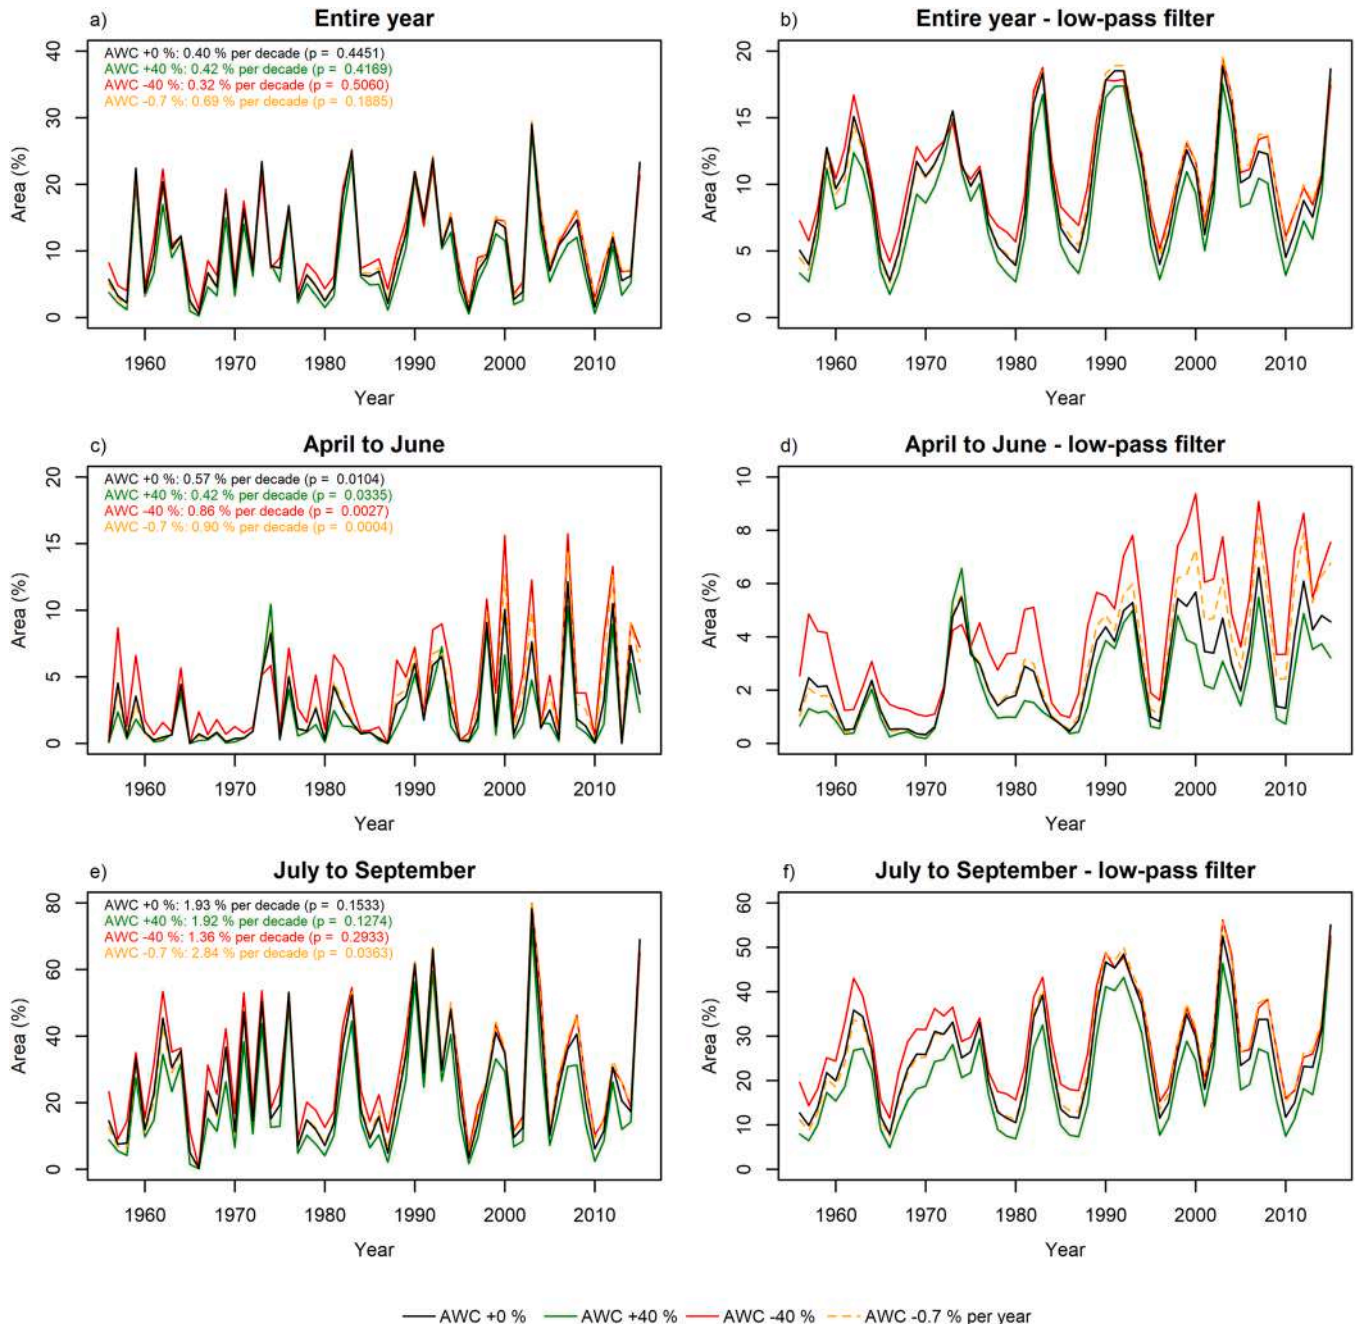 a) Entire year
AWC +0 %: 0.40 % per decade (p = 0.4451)
AWC +40 %: 0.42 % per decade (p = 0.4169)
AWC -40 %: 0.32 % per decade (p = 0.5060)
AWC -0.7 %: 0.69 % per decade (p = 0.1885)
Area (%)
40
30
20
10
0
1960 1970 1980 1990 2000 2010
Year
b) Entire year - low-pass filter
Area (%)
20
15
10
5
0
1960 1970 1980 1990 2000 2010
Year
c) April to June
AWC +0 %: 0.57 % per decade (p = 0.0104)
AWC +40 %: 0.42 % per decade (p = 0.0335)
AWC -40 %: 0.86 % per decade (p = 0.0027)
AWC -0.7 %: 0.90 % per decade (p = 0.0004)
Area (%)
20
15
10
5
0
1960 1970 1980 1990 2000 2010
Year
d) April to June - low-pass filter
Area (%)
10
8
6
4
2
0
1960 1970 1980 1990 2000 2010
Year
e) July to September
AWC +0 %: 1.93 % per decade (p = 0.1533)
AWC +40 %: 1.92 % per decade (p = 0.1274)
AWC -40 %: 1.36 % per decade (p = 0.2933)
AWC -0.7 %: 2.84 % per decade (p = 0.0363)
Area (%)
80
60
40
20
0
1960 1970 1980 1990 2000 2010
Year
f) July to September - low-pass filter
Area (%)
60
50
40
30
20
10
0
1960 1970 1980 1990 2000 2010
Year
AWC +0 % AWC +40 % AWC -40 % AWC -0.7 % per year